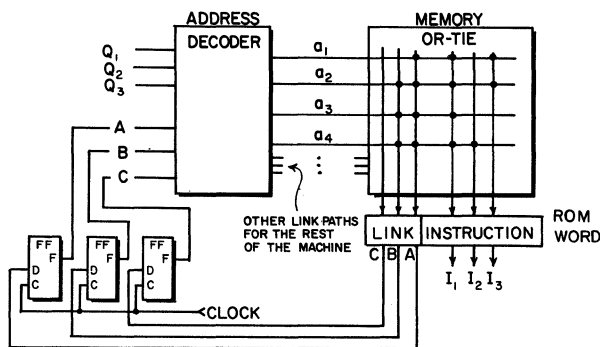 ADDRESS
DECODER
MEMORY
OR-TIE
Q1
Q2
Q3
A
B
C
a1
a2
a3
a4
OTHER LINK PATHS
FOR THE REST
OF THE MACHINE
LINK INSTRUCTION
ROM
WORD
C B A
I1 I2 I3
FF
F
D
C
FF
F
D
C
FF
F
D
C
CLOCK